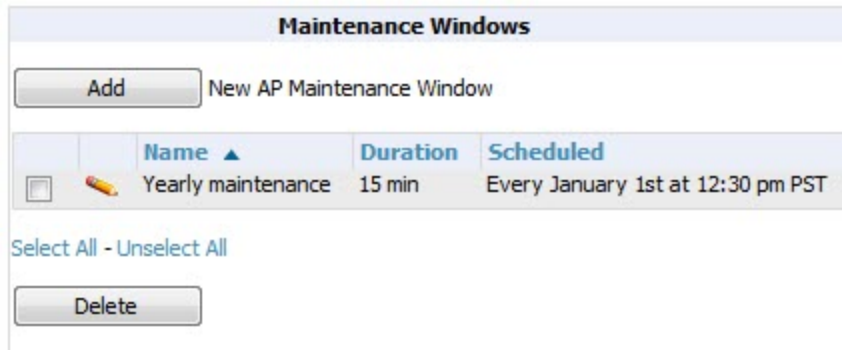 Maintenance Windows
Add New AP Maintenance Window
Name ▲ Duration Scheduled
Yearly maintenance 15 min Every January 1st at 12:30 pm PST
Select All - Unselect All
Delete